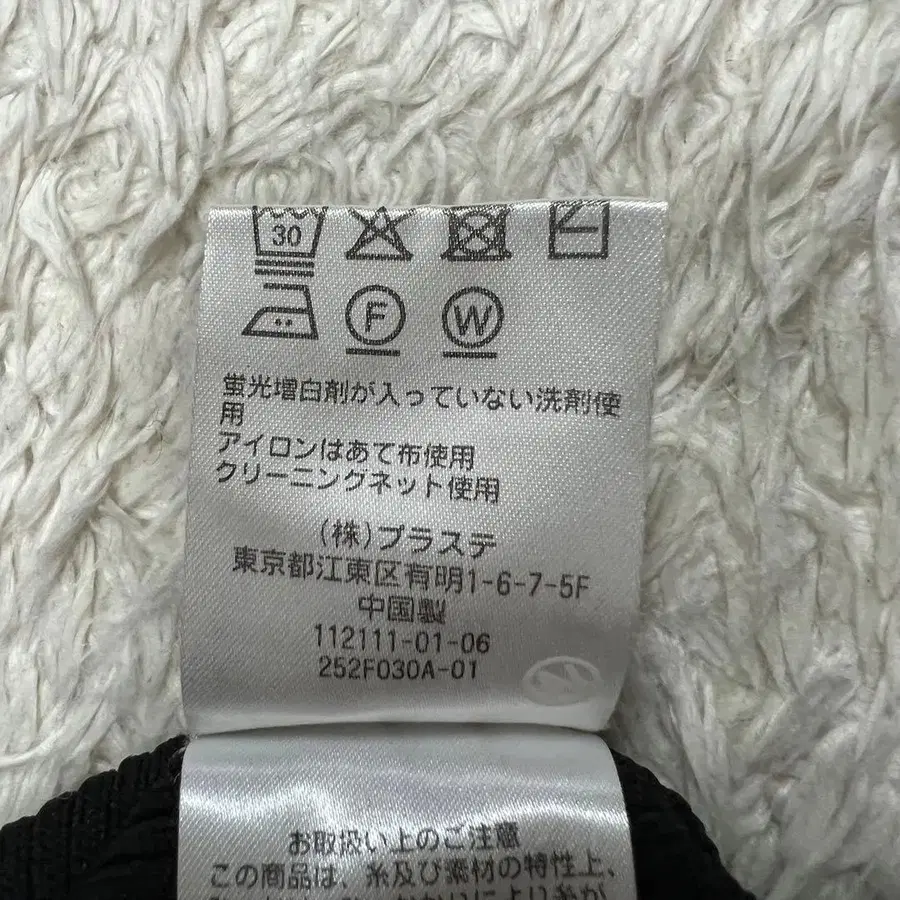 30
F W
蛍光増白剤が入っていない洗剤使
用
アイロンはあて布使用
クリーニングネット使用
(株)プラステ
東京都江東区有明1-6-7-5F
中国製
112111-01-06
252F030A-01
お取扱い上のご注意
この商品は、糸及び素材の特性上、